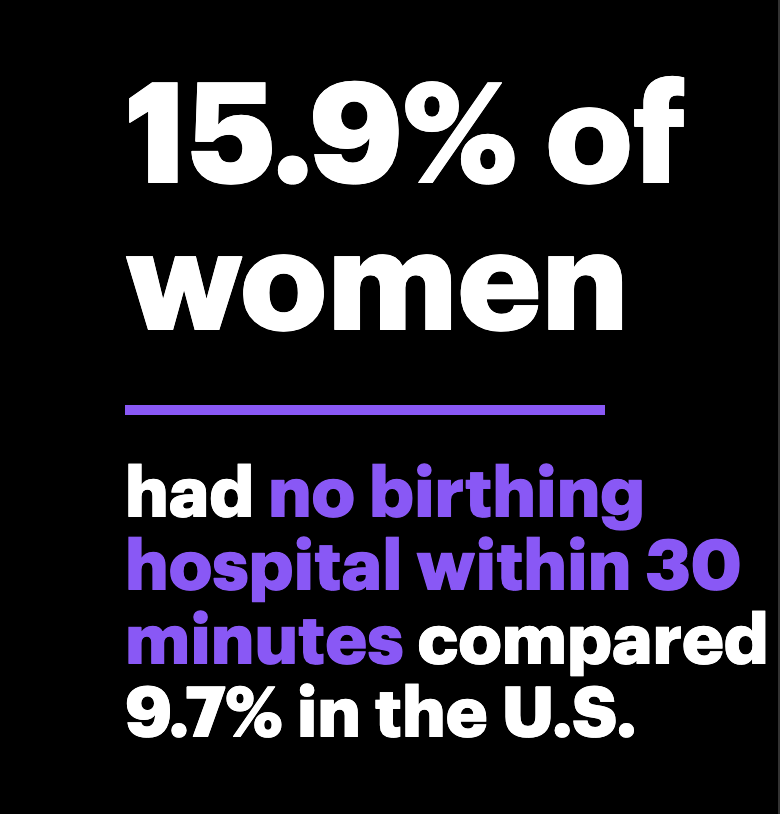 15.9% of
women
had no birthing
hospital within 30
minutes compared
9.7% in the U.S.